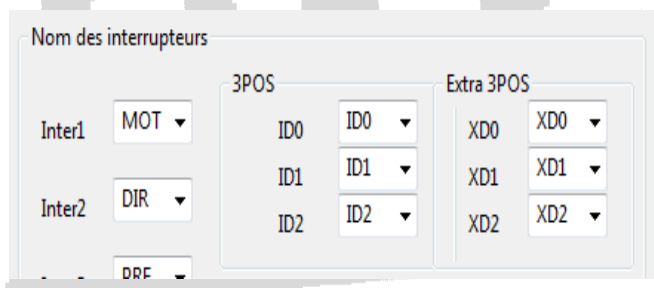 Nom des interrupteurs
3POS
Extra 3POS
Inter1 MOT
ID0 ID0
XD0 XD0
ID1 ID1
XD1 XD1
Inter2 DIR
ID2 ID2
XD2 XD2